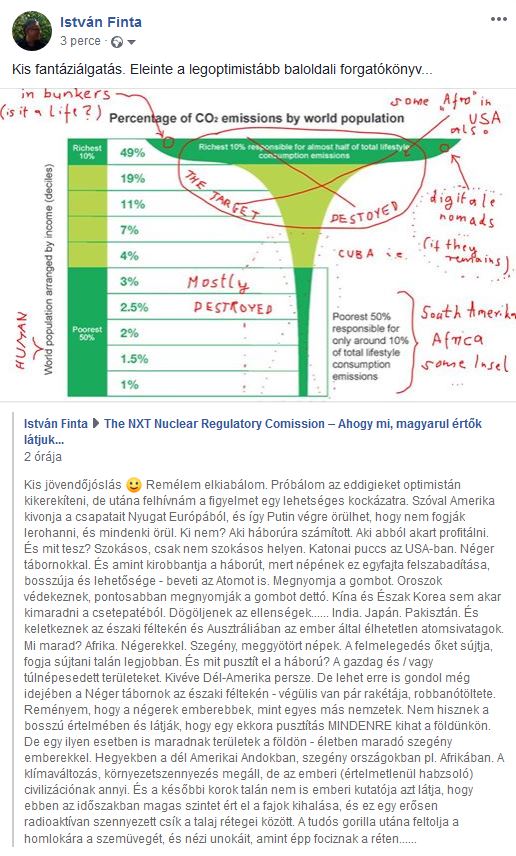 István Finta
3 perce
Kis fantáziálgatás. Eleinte a legoptimistább baloldali forgatókönyv...
in bunkers
(is it a life?)
some "Afro" in
USA
als.
Percentage of CO₂ emissions by world population
World population arranged by income (deciles)
HUMAN
Richest
10%
49%
Richest 10% responsible for almost half of total lifestyle
consumption emissions
19%
11%
7%
4%
3%
2.5%
2%
1.5%
1%
Poorest
50%
THE TARGET
DESTOYED
digitale
nomads
(if they
remains)
CUBA i.e.
Mostly
DESTROYED
Poorest 50%
responsible for
only around 10%
of total lifestyle
consumption
emissions
South Amerika
Africa
some Insel
...
István Finta ▶ The NXT Nuclear Regulatory Comission – Ahogy mi, magyarul értők
látjuk...
2 órája
Kis jövendőjóslás 😀 Remélem elkiabálom. Próbálom az eddigieket optimistán
kikerekíteni, de utána felhívnám a figyelmet egy lehetséges kockázatra. Szóval Amerika
kivonja a csapatait Nyugat Európából, és így Putin végre örülhet, hogy nem fogják
lerohanni, és mindenki örül. Ki nem? Aki háborúra számított. Aki abból akart profitálni.
És mit tesz? Szokásos, csak nem szokásos helyen. Katonai puccs az USA-ban. Néger
tábornokkal. És amint kirobbantja a háborút, mert népének ez egyfajta felszabadítása,
bosszúja és lehetősége - beveti az Atomot is. Megnyomja a gombot. Oroszok
védekeznek, pontosabban megnyomják a gombot dettó. Kína és Észak Korea sem akar
kimaradni a csetepatéból. Dögöljenek az ellenségek...... India. Japán. Pakisztán. És
keletkeznek az északi féltekén és Ausztráliában az ember által élhetetlen atomsivatagok.
Mi marad? Afrika. Négerekkel. Szegény, meggyötört népek. A felmelegedés őket sújtja,
fogja sújtani talán legjobban. És mit pusztít el a háború? A gazdag és / vagy
túlnépesedett területeket. Kivéve Dél-Amerika persze. De lehet erre is gondol még
idejében a Néger tábornok az északi féltekén - végülis van pár rakétája, robbanótöltete.
Reményem, hogy a négerek emberebbek, mint egyes más nemzetek. Nem hisznek a
bosszú értelmében és látják, hogy egy ekkora pusztítás MINDENRE kihat a földünkön.
De egy ilyen esetben is maradnak területek a földön - életben maradó szegény
emberekkel. Hegyekben a dél Amerikai Andokban, szegény országokban pl. Afrikában. A
klímaváltozás, környezetszennyezés megáll, de az emberi (értelmetlenül habzsoló)
civilizációnak annyi. És a későbbi korok talán nem is emberi kutatója azt látja, hogy
ebben az időszakban magas szintet ért el a fajok kihalása, és ez egy erősen
radioaktívan szennyezett csík a talaj rétegei között. A tudós gorilla utána feltolja a
homlokára a szemüvegét, és nézi unokáit, amint épp fociznak a réten......